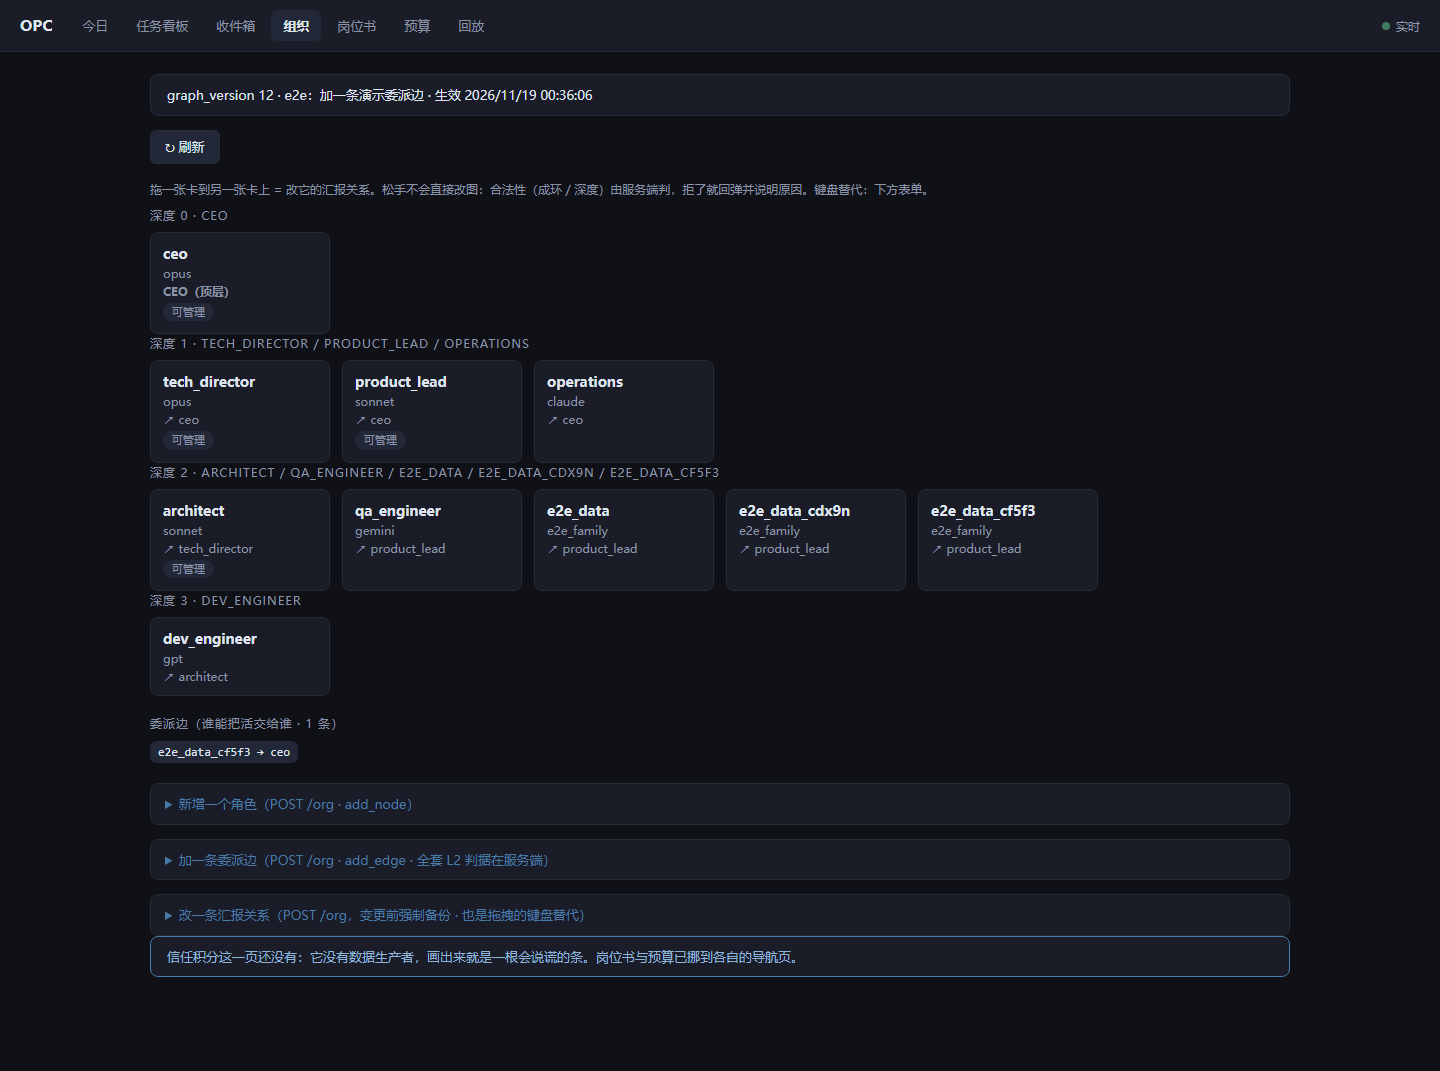 OPC 今日 任务看板 收件箱 组织 岗位书 预算 回放 实时
graph_version 12 · e2e：加一条演示委派边 · 生效 2026/11/19 00:36:06
↻ 刷新
拖一张卡到另一张卡上 = 改它的汇报关系。松手不会直接改图：合法性（成环 / 深度）由服务端判，拒了就回弹并说明原因。键盘替代：下方表单。
深度 0 · CEO
ceo
opus
CEO（顶层）
可管理
深度 1 · TECH_DIRECTOR / PRODUCT_LEAD / OPERATIONS
tech_director
opus
↗ ceo
可管理
product_lead
sonnet
↗ ceo
可管理
operations
claude
↗ ceo
深度 2 · ARCHITECT / QA_ENGINEER / E2E_DATA / E2E_DATA_CDX9N / E2E_DATA_CF5F3
architect
sonnet
↗ tech_director
可管理
qa_engineer
gemini
↗ product_lead
e2e_data
e2e_family
↗ product_lead
e2e_data_cdx9n
e2e_family
↗ product_lead
e2e_data_cf5f3
e2e_family
↗ product_lead
深度 3 · DEV_ENGINEER
dev_engineer
gpt
↗ architect
委派边（谁能把活交给谁 · 1 条）
e2e_data_cf5f3 → ceo
▶ 新增一个角色（POST /org · add_node）
▶ 加一条委派边（POST /org · add_edge · 全套 L2 判据在服务端）
▶ 改一条汇报关系（POST /org，变更前强制备份 · 也是拖拽的键盘替代）
信任积分这一页还没有：它没有数据生产者，画出来就是一根会说谎的条。岗位书与预算已挪到各自的导航页。